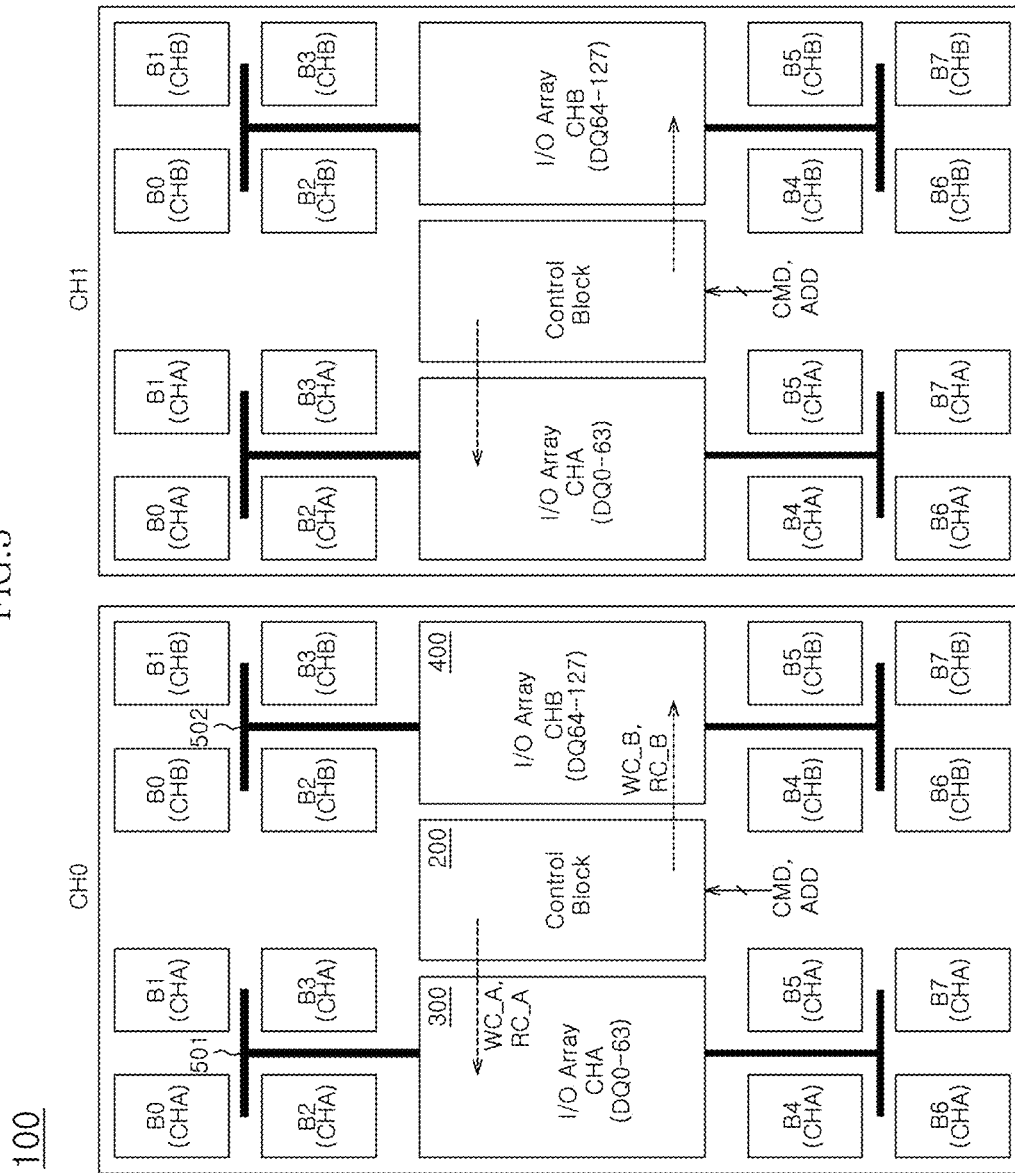 100
FIG.3
CH0
B0
(CHA)
B1
(CHA)
B0
(CHB)
B1
(CHB)
501
502
B2
(CHA)
B3
(CHA)
B2
(CHB)
B3
(CHB)
300
WC_A,
RC_A
I/O Array
CHA
(DQ0-63)
200
Control
Block
400
I/O Array
CHB
(DQ64-127)
WC_B,
RC_B
CMD,
ADD
B4
(CHA)
B5
(CHA)
B4
(CHB)
B5
(CHB)
B6
(CHA)
B7
(CHA)
B6
(CHB)
B7
(CHB)
CH1
B0
(CHA)
B1
(CHA)
B0
(CHB)
B1
(CHB)
B2
(CHA)
B3
(CHA)
B2
(CHB)
B3
(CHB)
I/O Array
CHA
(DQ0-63)
Control
Block
I/O Array
CHB
(DQ64-127)
CMD,
ADD
B4
(CHA)
B5
(CHA)
B4
(CHB)
B5
(CHB)
B6
(CHA)
B7
(CHA)
B6
(CHB)
B7
(CHB)